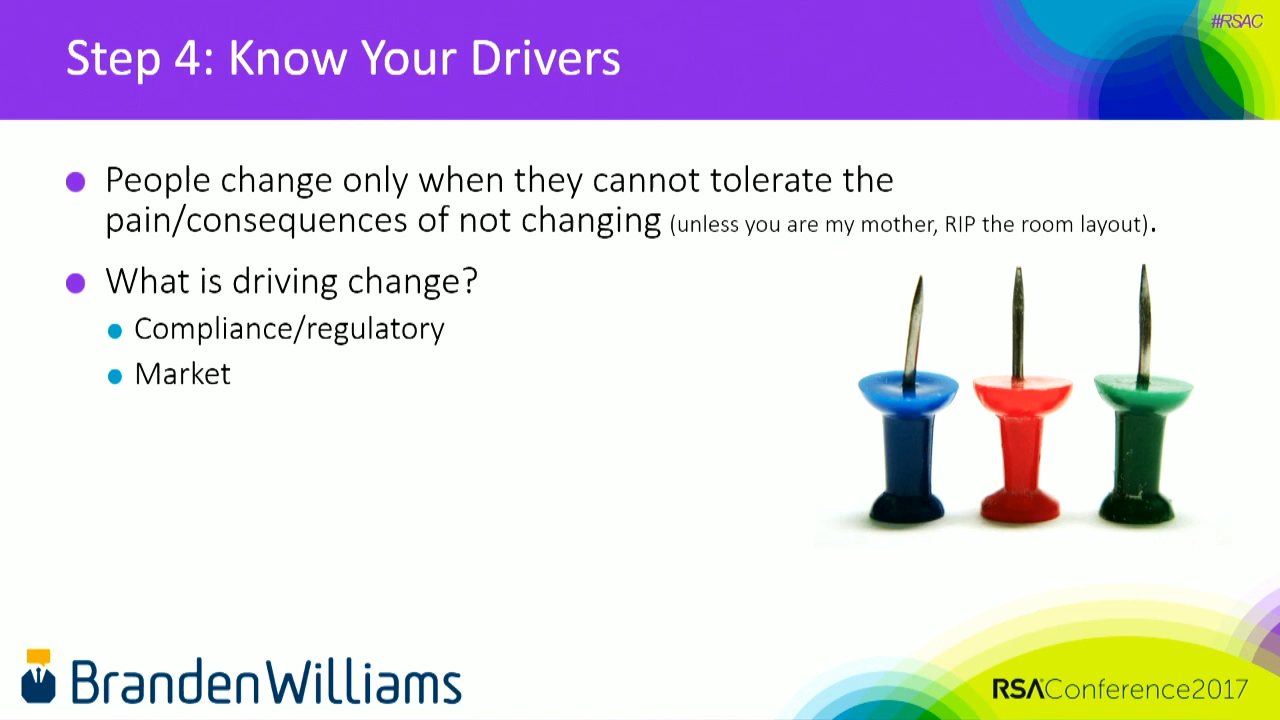 #RSAC
Step 4: Know Your Drivers
People change only when they cannot tolerate the
pain/consequences of not changing (unless you are my mother, RIP the room layout).
What is driving change?
Compliance/regulatory
Market
BrandenWilliams
RSAConference2017